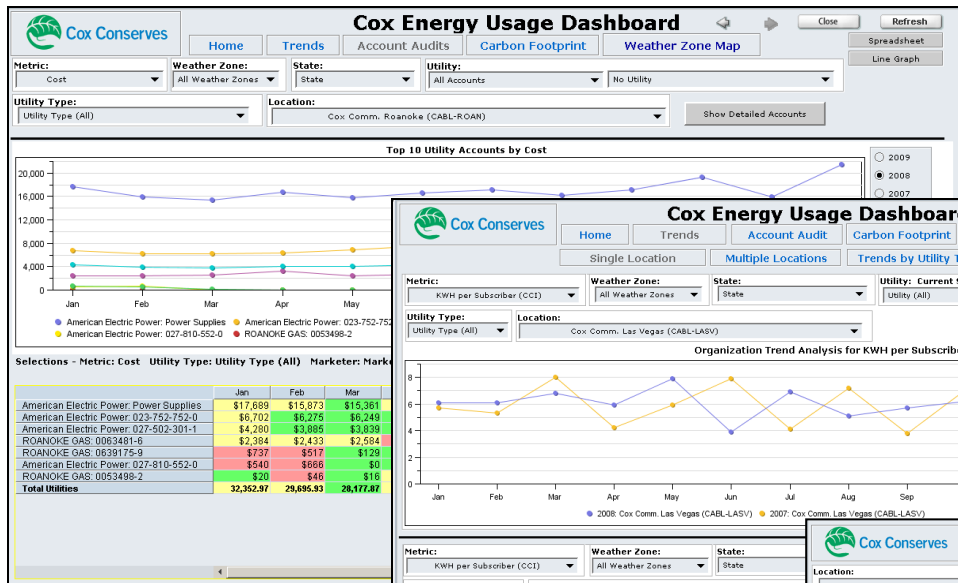 Cox Conserves
Cox Energy Usage Dashboard
Close
Refresh
Home
Trends
Account Audits
Carbon Footprint
Weather Zone Map
Spreadsheet
Line Graph
Metric:
Cost
Weather Zone:
All Weather Zones
State:
State
Utility:
All Accounts
No Utility
Utility Type:
Utility Type (All)
Location:
Cox Comm. Roanoke (CABL-ROAN)
Show Detailed Accounts
Top 10 Utility Accounts by Cost
2009
2008
2007
20,000
16,000
12,000
8,000
4,000
0
Jan Feb Mar Apr May
American Electric Power: Power Supplies American Electric Power: 023-752-752
American Electric Power: 027-810-552-0 ROANOKE GAS: 0053498-2
Selections - Metric: Cost Utility Type: Utility Type (All) Marketer: Marke
Jan Feb Mar
American Electric Power: Power Supplies $17,689 $15,873 $15,361
American Electric Power: 023-752-752-0 $6,702 $6,275 $6,249
American Electric Power: 027-502-301-1 $4,280 $3,885 $3,839
ROANOKE GAS: 0063481-6 $2,384 $2,433 $2,584
ROANOKE GAS: 0639175-9 $737 $517 $129
American Electric Power: 027-810-552-0 $540 $666 $0
ROANOKE GAS: 0053498-2 $20 $46 $16
Total Utilities 32,352.97 29,695.93 28,177.87
Cox Conserves
Cox Energy Usage Dashboar
Home
Trends
Account Audit
Carbon Footprint
Single Location
Multiple Locations
Trends by Utility T
Metric:
KWH per Subscriber (CCI)
Weather Zone:
All Weather Zones
State:
State
Utility: Current S
Utility (All)
Utility Type:
Utility Type (All)
Location:
Cox Comm. Las Vegas (CABL-LASV)
Organization Trend Analysis for KWH per Subscribe
8
6
4
2
0
Jan Feb Mar Apr May Jun Jul Aug Sep
2008: Cox Comm. Las Vegas (CABL-LASV) 2007: Cox Comm. Las Vegas (CABL-LASV)
Metric:
KWH per Subscriber (CCI)
Weather Zone:
All Weather Zones
State:
State
Cox Conserves
Location: